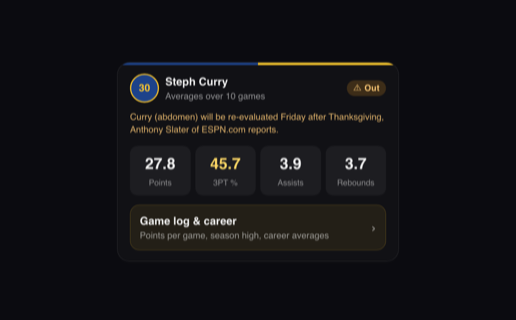 30
Steph Curry
Averages over 10 games
⚠ Out
Curry (abdomen) will be re-evaluated Friday after Thanksgiving,
Anthony Slater of ESPN.com reports.
27.8
Points
45.7
3PT %
3.9
Assists
3.7
Rebounds
Game log & career
Points per game, season high, career averages